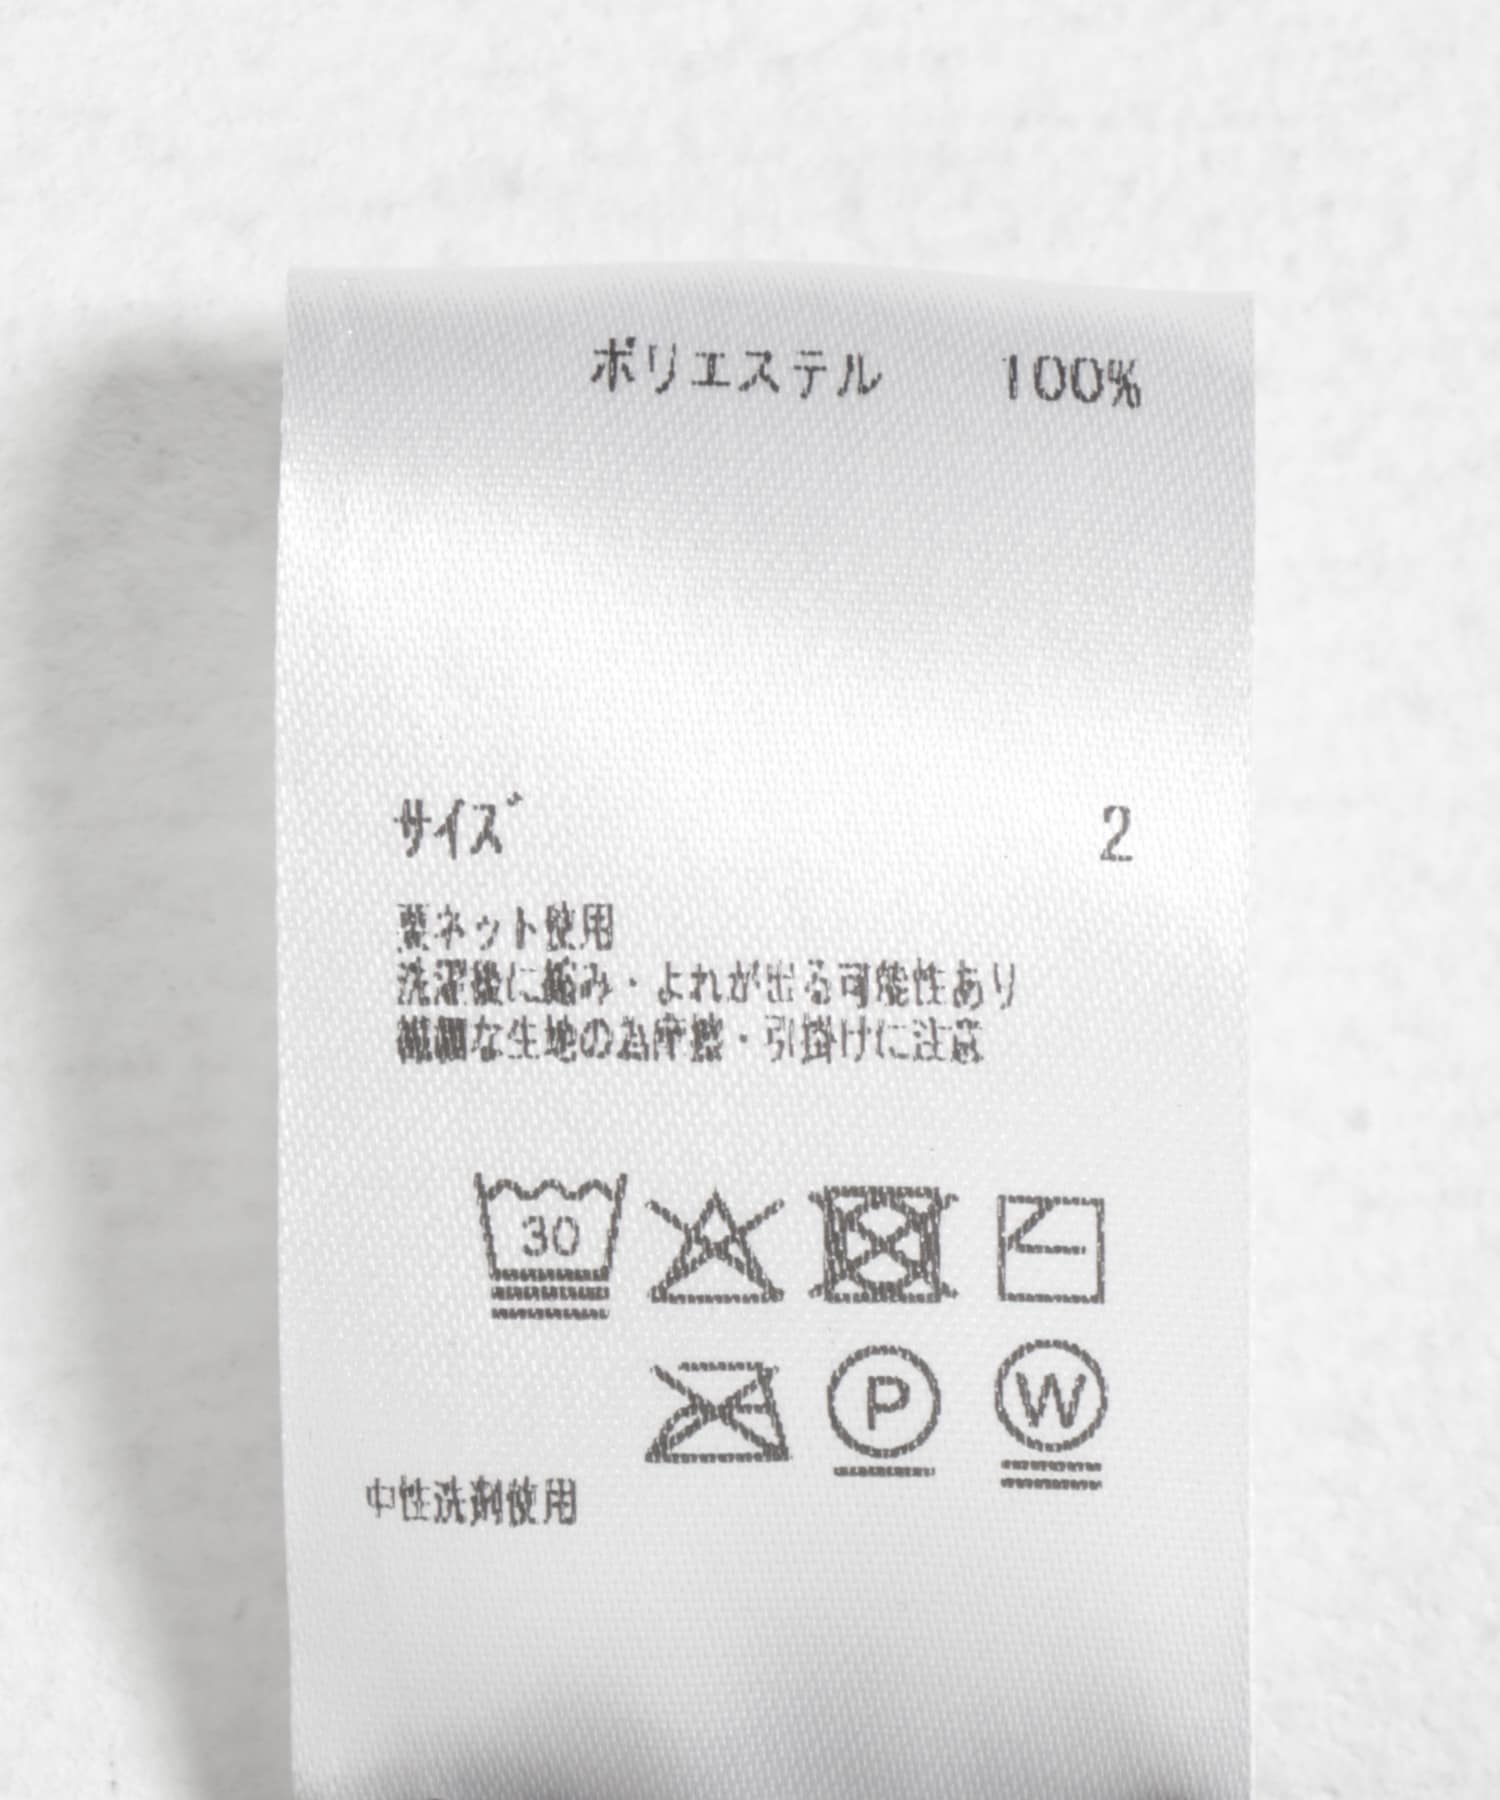 ポリエステル 100%
サイズ 2
要ネット使用
洗濯後に縮み・よれが出る可能性あり
繊細な生地の為摩擦・引掛けに注意
30
P W
中性洗剤使用